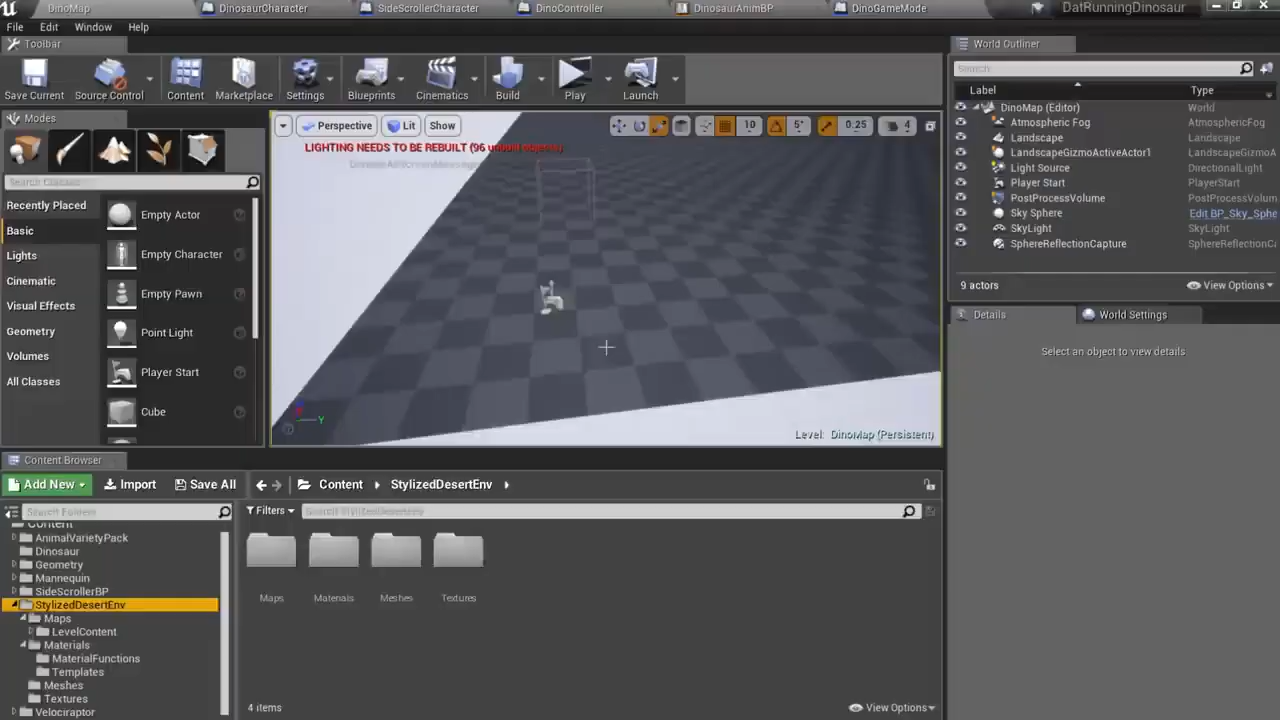 DinoMap
DinosaurCharacter
SideScrollerCharacter
DinoController
DinosaurAnimBP
DinoGameMode
DatRunningDinosaur
File
Edit
Window
Help
Toolbar
Save Current
Source Control
Content
Marketplace
Settings
Blueprints
Cinematics
Build
Play
Launch
Modes
Recently Placed
Basic
Lights
Cinematic
Visual Effects
Geometry
Volumes
All Classes
Empty Actor
Empty Character
Empty Pawn
Point Light
Player Start
Cube
Perspective
Lit
Show
10
5°
0.25
4
LIGHTING NEEDS TO BE REBUILT (96 unbuilt objects)
Y
Level: DinoMap (Persistent)
World Outliner
Search
Label
Type
DinoMap (Editor) World
Atmospheric Fog AtmosphericFog
Landscape Landscape
LandscapeGizmoActiveActor1 LandscapeGizmoA
Light Source DirectionalLight
Player Start PlayerStart
PostProcessVolume PostProcessVolum
Sky Sphere Edit BP_Sky_Sphe
SkyLight SkyLight
SphereReflectionCapture SphereReflectionC
9 actors
View Options
Details
World Settings
Select an object to view details
Content Browser
Add New
Import
Save All
Content
StylizedDesertEnv
Search Folders
Filters
Search StylizedDesertEnv
Content
AnimalVarietyPack
Dinosaur
Geometry
Mannequin
SideScrollerBP
StylizedDesertEnv
Maps
LevelContent
Materials
MaterialFunctions
Templates
Meshes
Textures
Velociraptor
Maps
Materials
Meshes
Textures
4 items
View Options